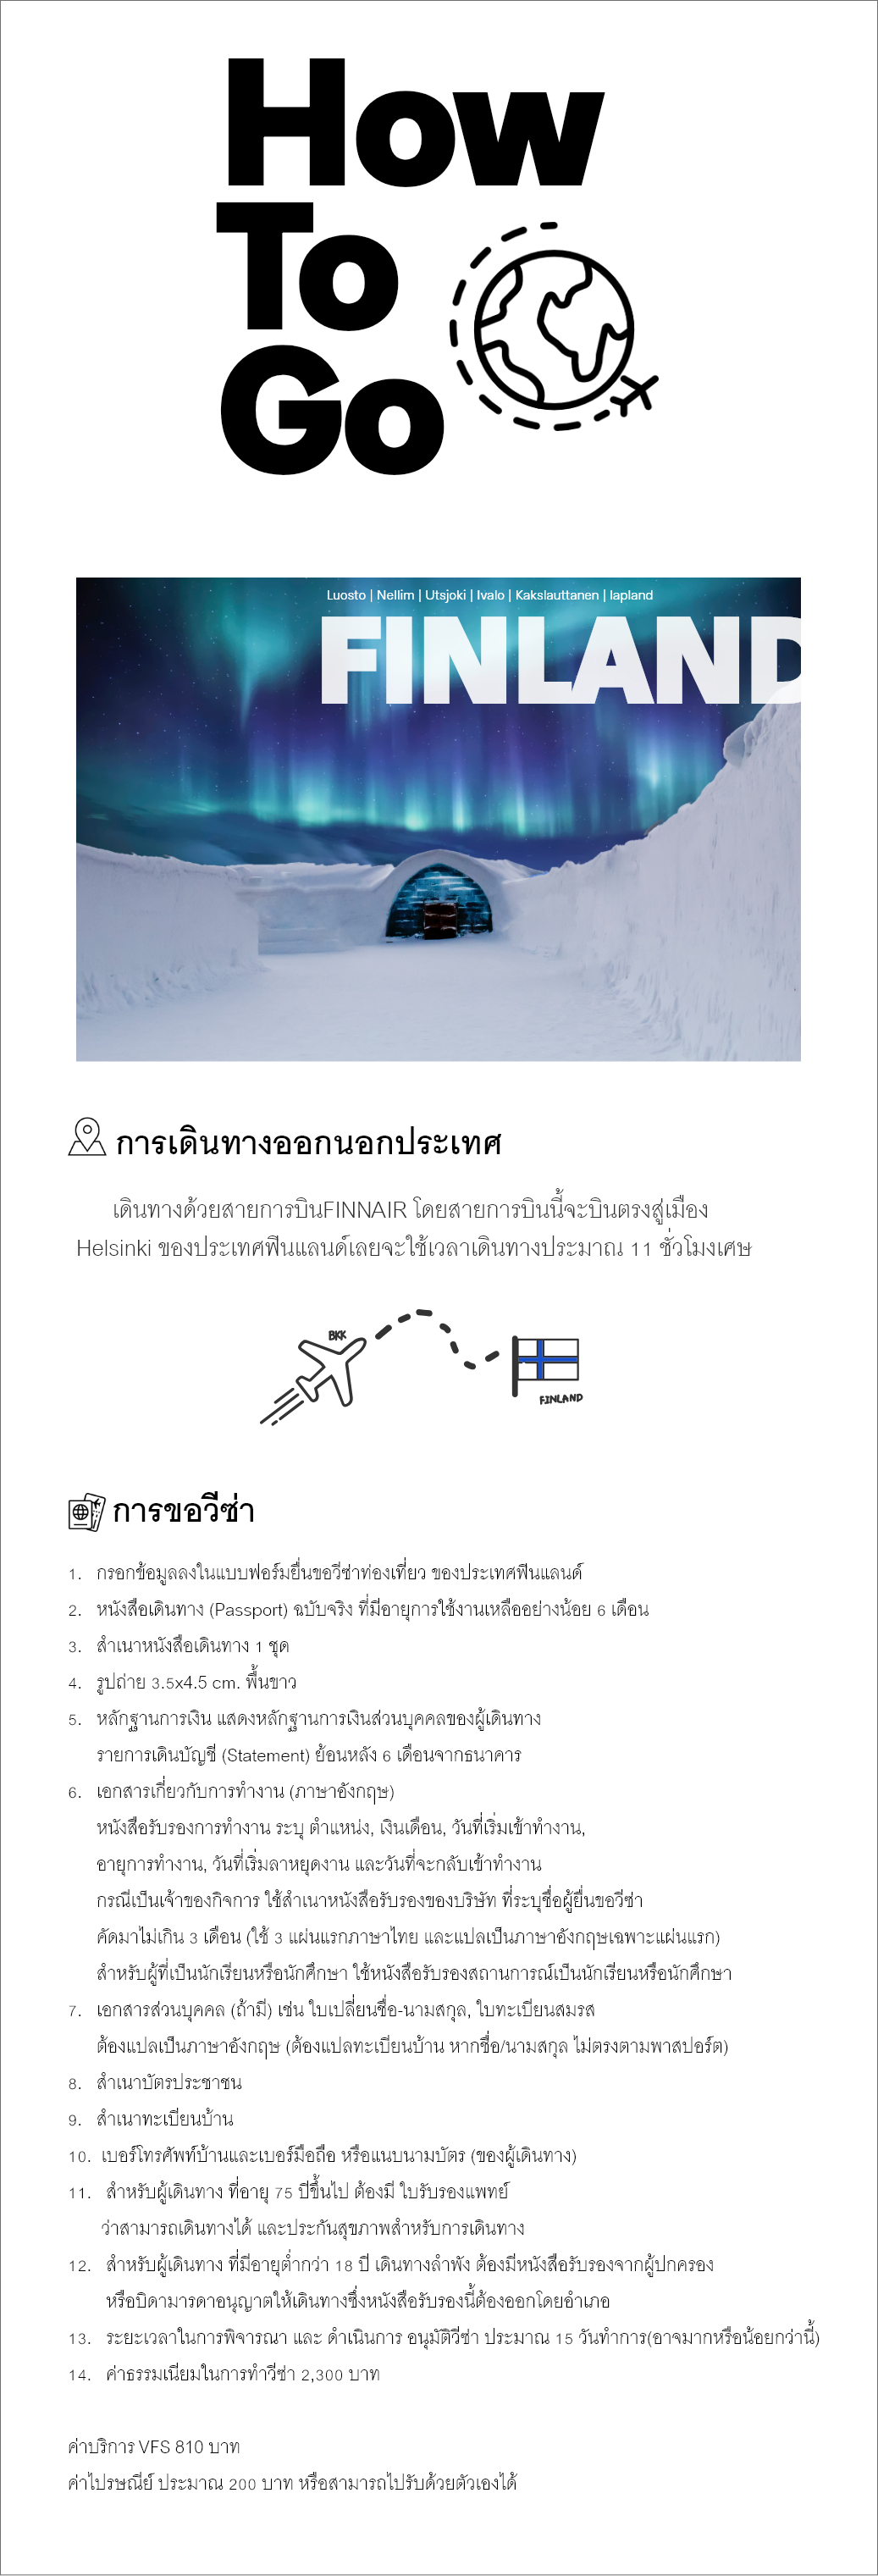 How
To
Go
Luosto | Nellim | Utsjoki | Ivalo | Kakslauttanen | lapland
FINLAND
การเดินทางออกนอกประเทศ
เดินทางด้วยสายการบินFINNAIR โดยสายการบินนี้จะบินตรงสู่เมือง
Helsinki ของประเทศฟินแลนด์เลยจะใช้เวลาเดินทางประมาณ 11 ชั่วโมงเศษ
BKK
FINLAND
การขอวีซ่า
1. กรอกข้อมูลลงในแบบฟอร์มยื่นขอวีซ่าท่องเที่ยว ของประเทศฟินแลนด์
2. หนังสือเดินทาง (Passport) ฉบับจริง ที่มีอายุการใช้งานเหลืออย่างน้อย 6 เดือน
3. สำเนาหนังสือเดินทาง 1 ชุด
4. รูปถ่าย 3.5x4.5 cm. พื้นขาว
5. หลักฐานการเงิน แสดงหลักฐานการเงินส่วนบุคคลของผู้เดินทาง
รายการเดินบัญชี (Statement) ย้อนหลัง 6 เดือนจากธนาคาร
6. เอกสารเกี่ยวกับการทำงาน (ภาษาอังกฤษ)
หนังสือรับรองการทำงาน ระบุ ตำแหน่ง, เงินเดือน, วันที่เริ่มเข้าทำงาน,
อายุการทำงาน, วันที่เริ่มลาหยุดงาน และวันที่จะกลับเข้าทำงาน
กรณีเป็นเจ้าของกิจการ ใช้สำเนาหนังสือรับรองของบริษัท ที่ระบุชื่อผู้ยื่นขอวีซ่า
คัดมาไม่เกิน 3 เดือน (ใช้ 3 แผ่นแรกภาษาไทย และแปลเป็นภาษาอังกฤษเฉพาะแผ่นแรก)
สำหรับผู้ที่เป็นนักเรียนหรือนักศึกษา ใช้หนังสือรับรองสถานการณ์เป็นนักเรียนหรือนักศึกษา
7. เอกสารส่วนบุคคล (ถ้ามี) เช่น ใบเปลี่ยนชื่อ-นามสกุล, ใบทะเบียนสมรส
ต้องแปลเป็นภาษาอังกฤษ (ต้องแปลทะเบียนบ้าน หากชื่อ/นามสกุล ไม่ตรงตามพาสปอร์ต)
8. สำเนาบัตรประชาชน
9. สำเนาทะเบียนบ้าน
10. เบอร์โทรศัพท์บ้านและเบอร์มือถือ หรือแนบนามบัตร (ของผู้เดินทาง)
11. สำหรับผู้เดินทาง ที่อายุ 75 ปีขึ้นไป ต้องมี ใบรับรองแพทย์
ว่าสามารถเดินทางได้ และประกันสุขภาพสำหรับการเดินทาง
12. สำหรับผู้เดินทาง ที่มีอายุต่ำกว่า 18 ปี เดินทางลำพัง ต้องมีหนังสือรับรองจากผู้ปกครอง
หรือบิดามารดาอนุญาตให้เดินทางซึ่งหนังสือรับรองนี้ต้องออกโดยอำเภอ
13. ระยะเวลาในการพิจารณา และ ดำเนินการ อนุมัติวีซ่า ประมาณ 15 วันทำการ(อาจมากหรือน้อยกว่านี้)
14. ค่าธรรมเนียมในการทำวีซ่า 2,300 บาท
ค่าบริการ VFS 810 บาท
ค่าไปรษณีย์ ประมาณ 200 บาท หรือสามารถไปรับด้วยตัวเองได้